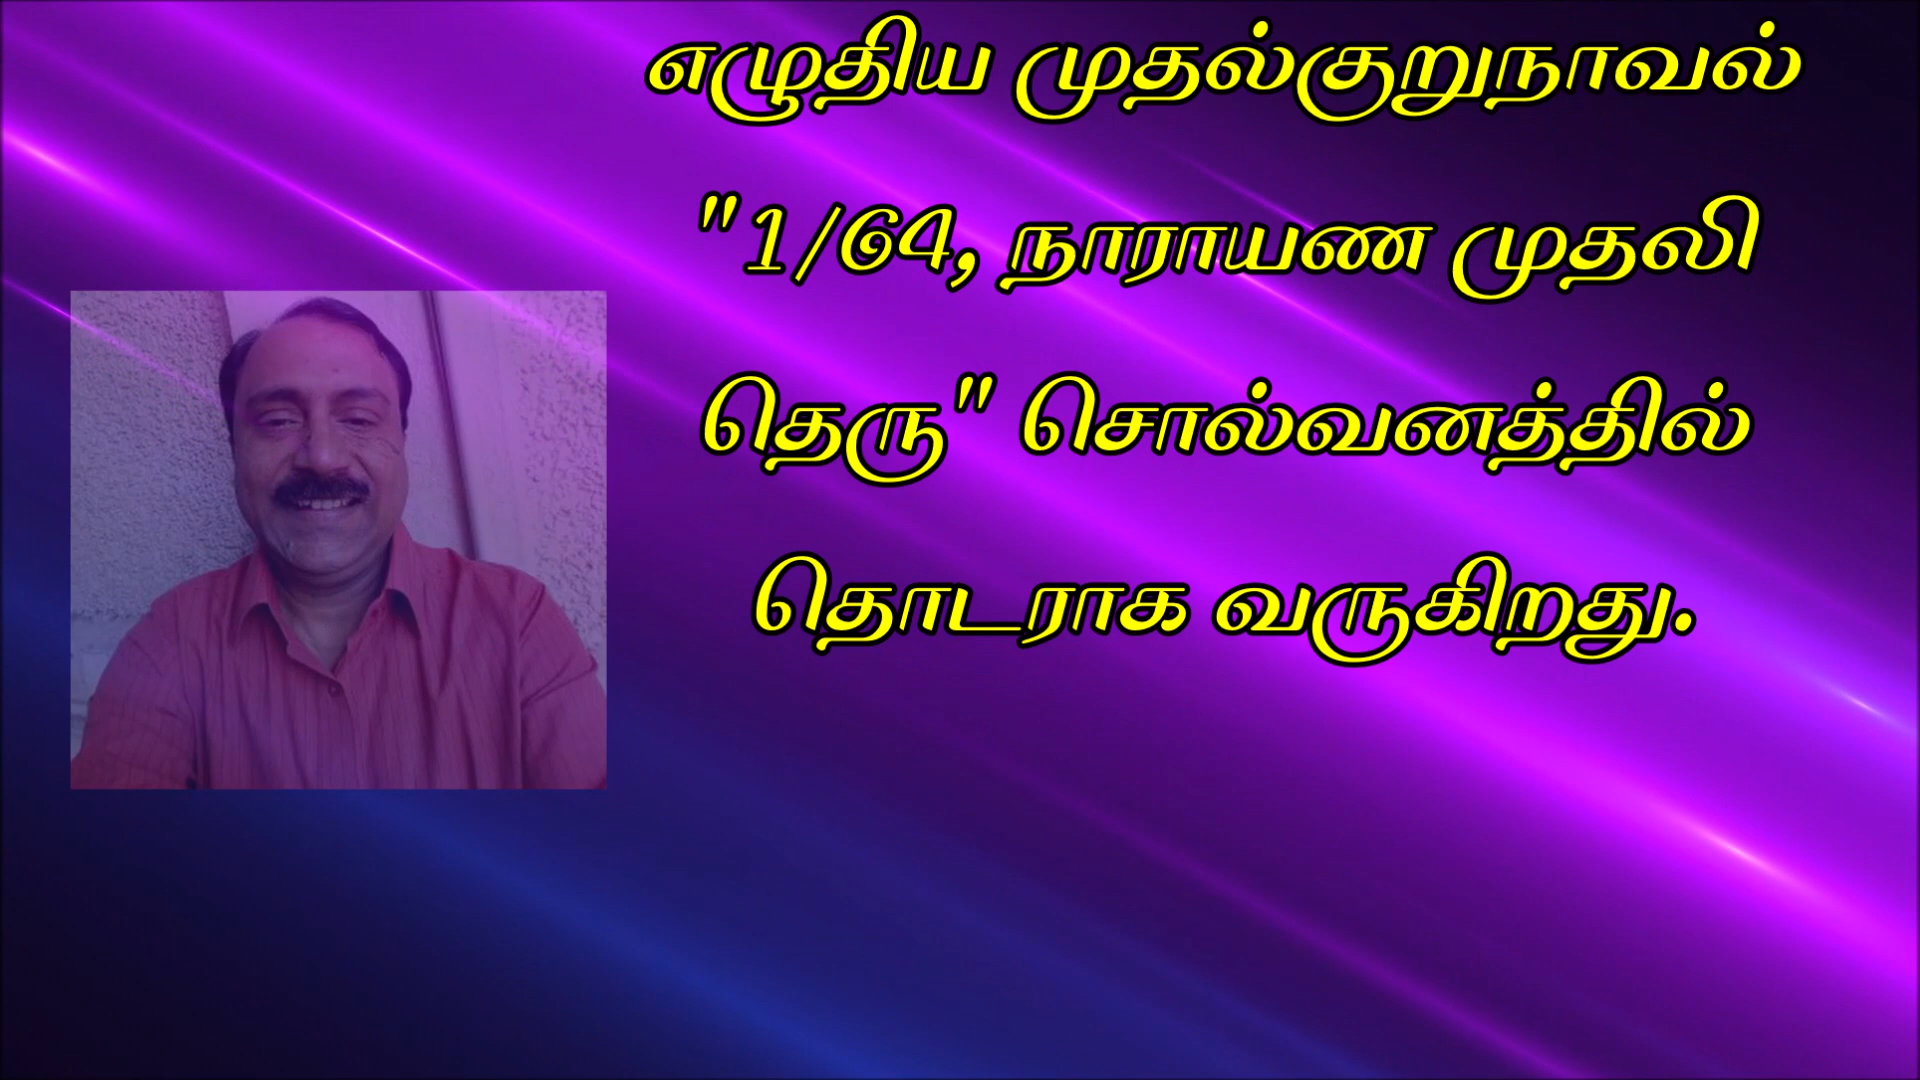 எழுதிய முதல்குறுநாவல்
"1/64, நாராயண முதலி
தெரு" சொல்வனத்தில்
தொடராக வருகிறது.